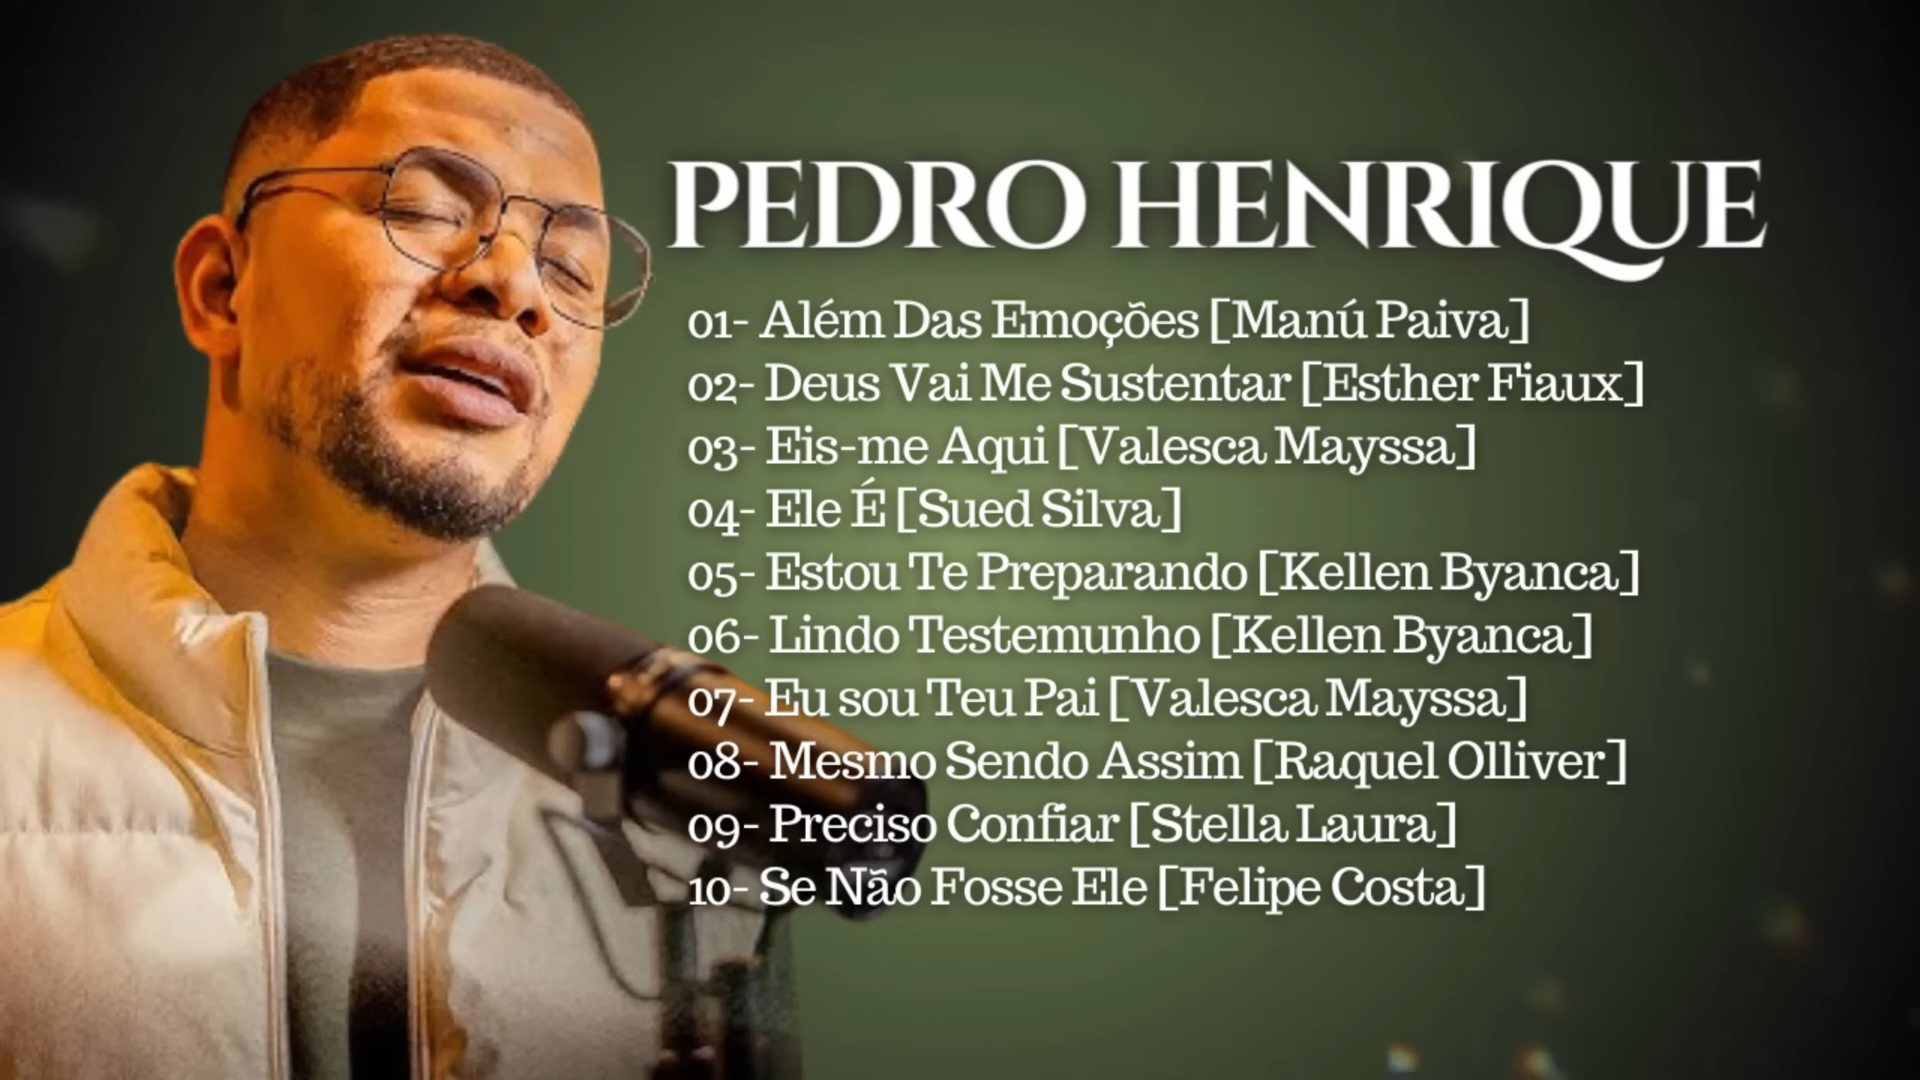 PEDRO HENRIQUE
01- Além Das Emoções [Manú Paiva]
02- Deus Vai Me Sustentar [Esther Fiaux]
03- Eis-me Aqui [Valesca Mayssa]
04- Ele É [Sued Silva]
05- Estou Te Preparando [Kellen Byanca]
06- Lindo Testemunho [Kellen Byanca]
07- Eu sou Teu Pai [Valesca Mayssa]
08- Mesmo Sendo Assim [Raquel Olliver]
09- Preciso Confiar [Stella Laura]
10- Se Não Fosse Ele [Felipe Costa]